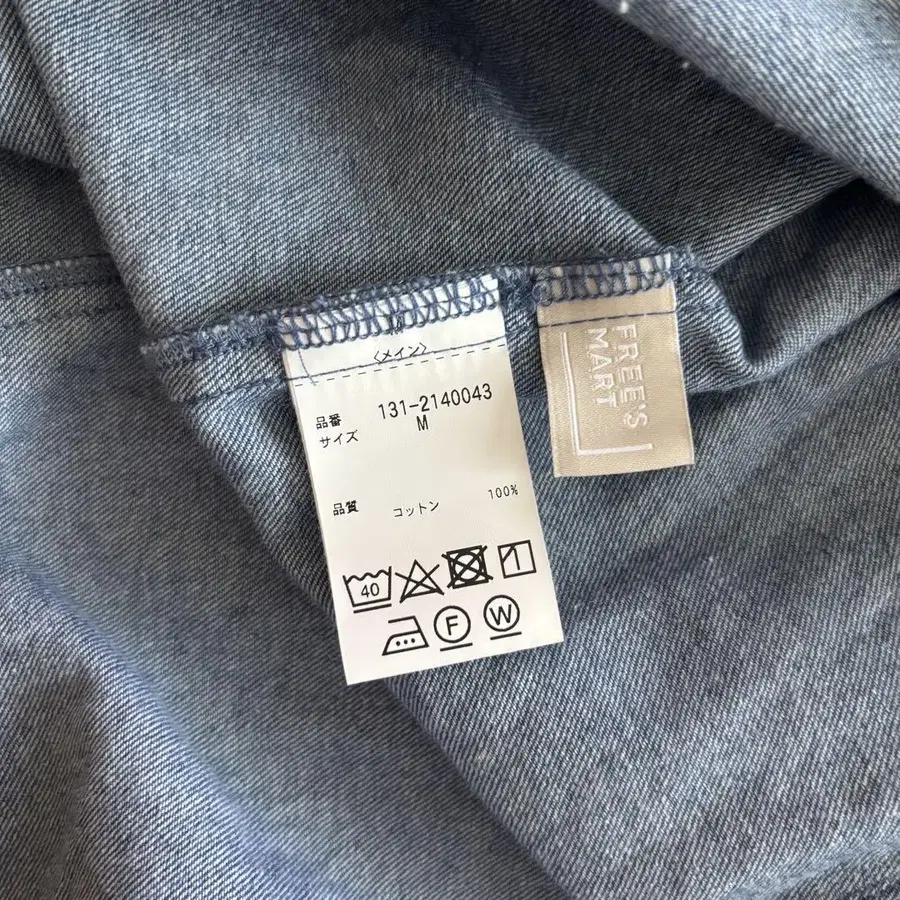 〈メイン〉
品番 131-2140043
サイズ M
品質 コットン 100%
40
F W
FREE'S
MART